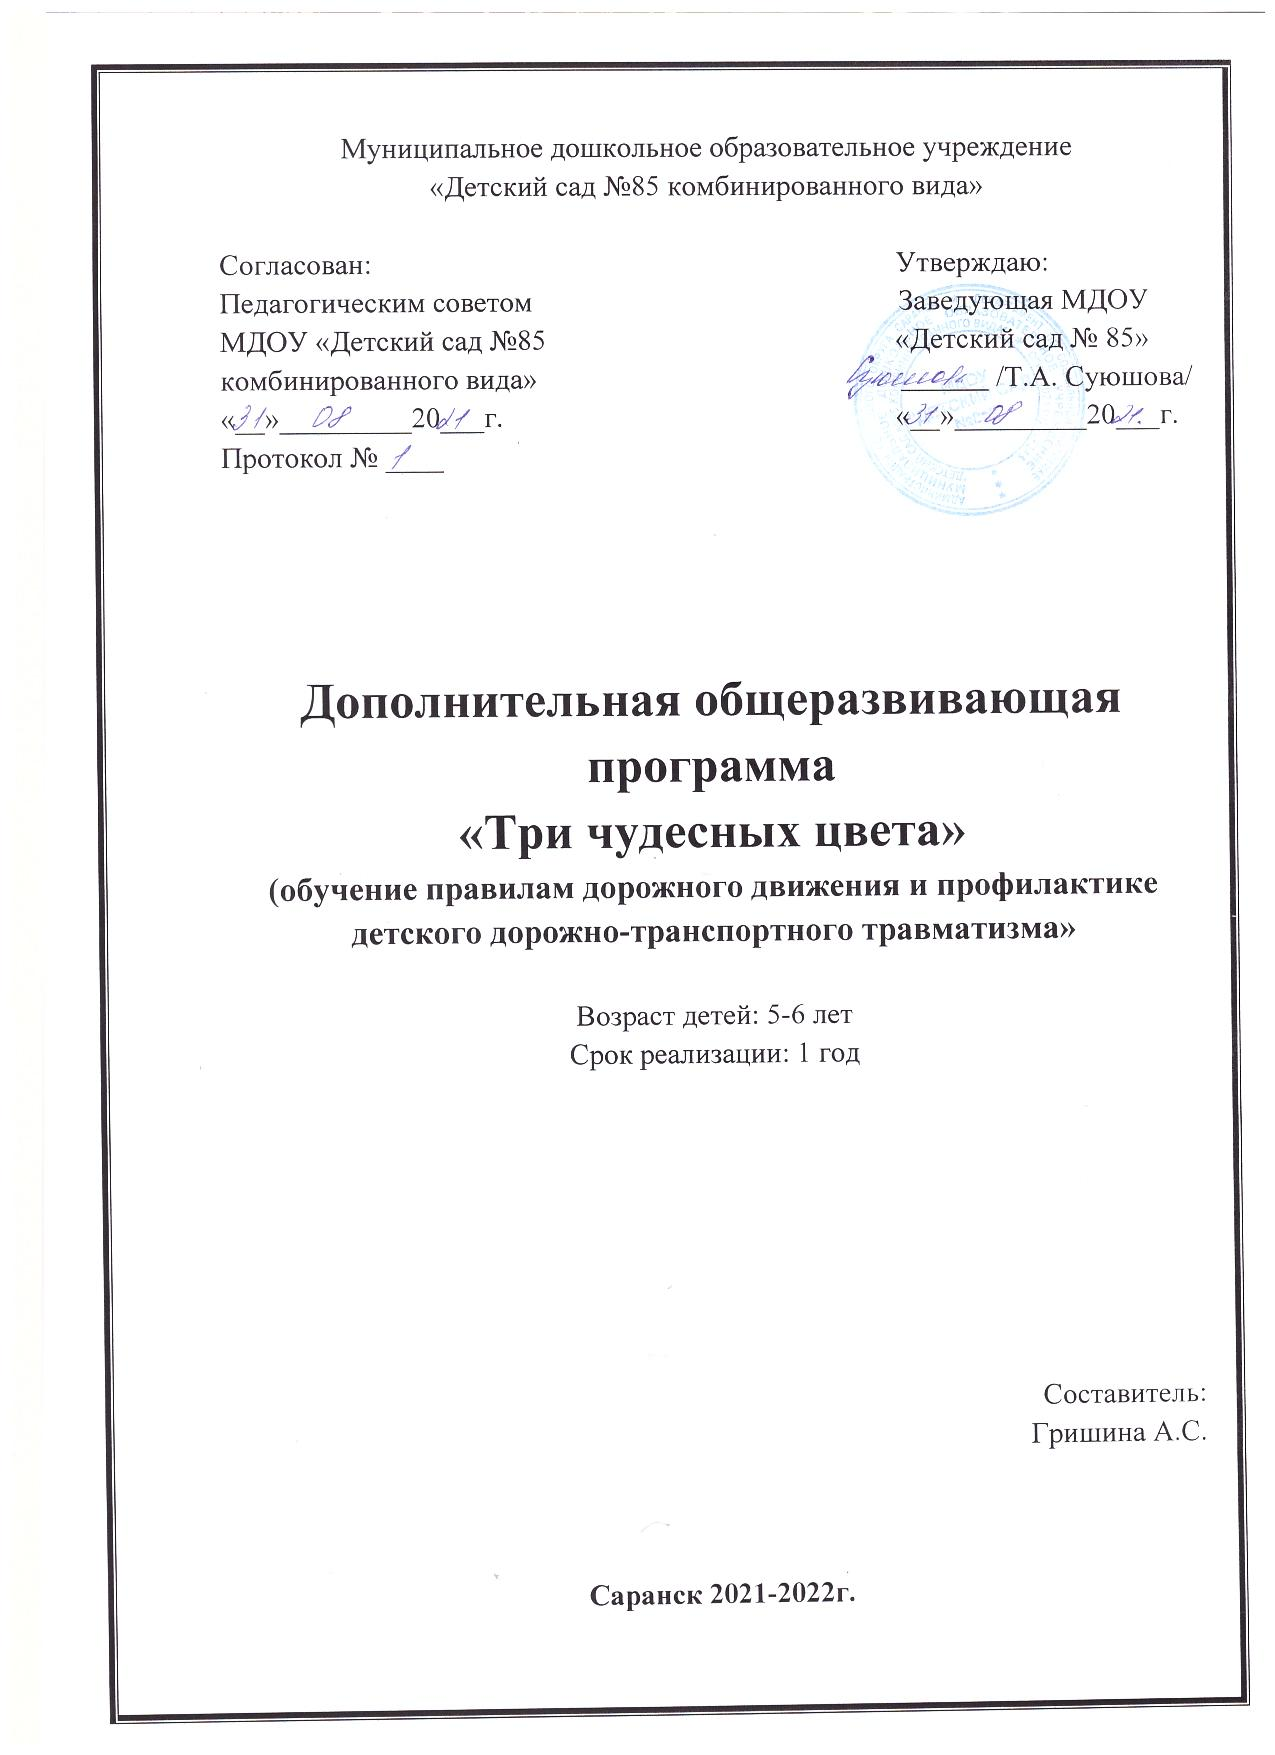 Муниципальное дошкольное образовательное учреждение
«Детский сад №85 комбинированного вида»
Согласован:
Педагогическим советом
МДОУ «Детский сад №85
комбинированного вида»
«31» 08 2021 г.
Протокол № 1
Утверждаю:
Заведующая МДОУ
«Детский сад № 85»
Суюшова /Т.А. Суюшова/
«31» 08 2021. г.
Дополнительная общеразвивающая
программа
«Три чудесных цвета»
(обучение правилам дорожного движения и профилактике
детского дорожно-транспортного травматизма»
Возраст детей: 5-6 лет
Срок реализации: 1 год
Составитель:
Гришина А.С.
Саранск 2021-2022г.